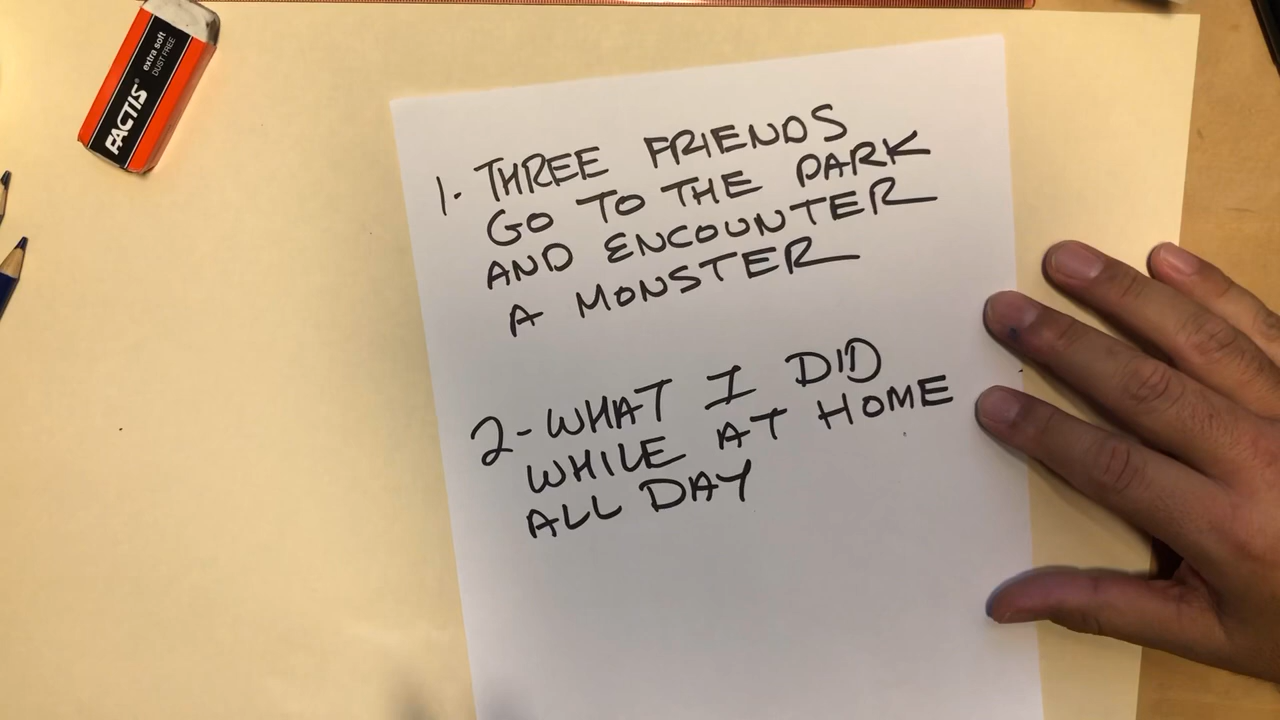 FACTIS®
extra soft
DUST FREE
1- THREE FRIENDS
GO TO THE PARK
AND ENCOUNTER
A MONSTER
2- WHAT I DID
WHILE AT HOME
ALL DAY